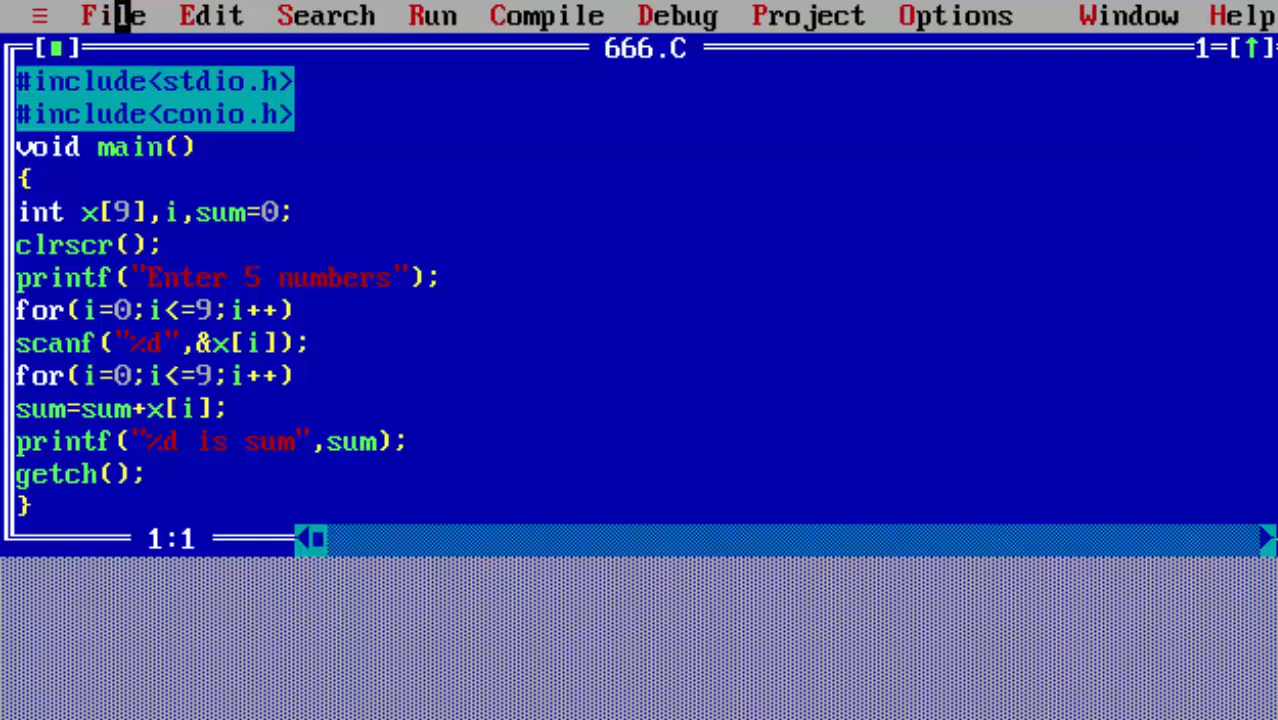 ≡ File Edit Search Run Compile Debug Project Options Window Help
[■] 666.C 1=[↑]
#include<stdio.h>
#include<conio.h>
void main()
{
int x[9],i,sum=0;
clrscr();
printf("Enter 5 numbers");
for(i=0;i<=9;i++)
scanf("%d",&x[i]);
for(i=0;i<=9;i++)
sum=sum+x[i];
printf("%d is sum",sum);
getch();
}
1:1